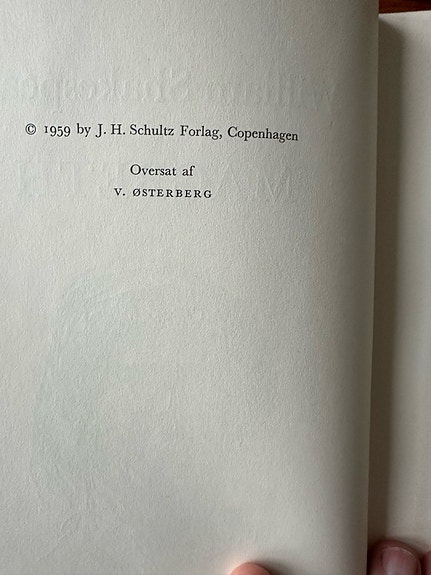 © 1959 by J. H. Schultz Forlag, Copenhagen
Oversat af
V. ØSTERBERG